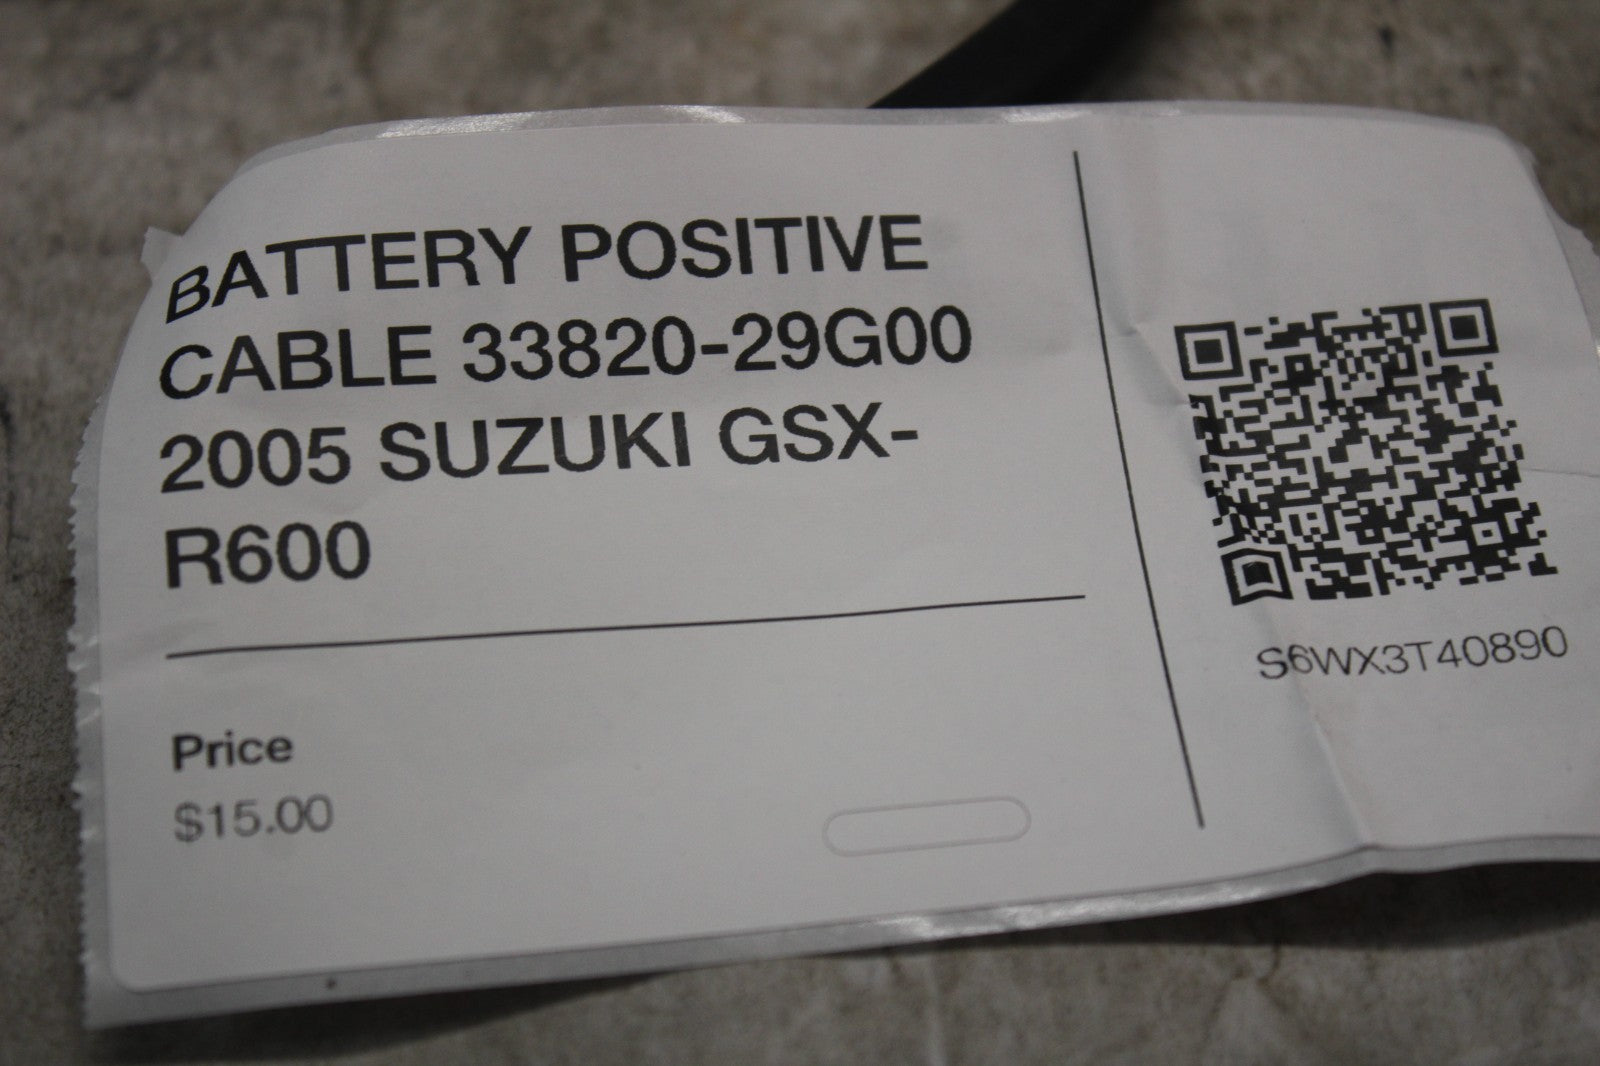 BATTERY POSITIVE
CABLE 33820-29G00
2005 SUZUKI GSX-
R600
Price
$15.00
S6WX3T40890